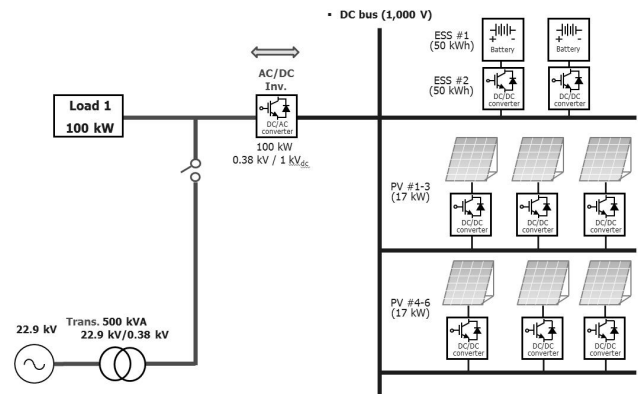 ▪ DC bus (1,000 V)
ESS #1
(50 kWh)
+ -
Battery
+ -
Battery
AC/DC
Inv.
ESS #2
(50 kWh)
DC/DC
converter
DC/DC
converter
Load 1
100 kW
DC/AC
converter
100 kW
0.38 kV / 1 kVdc
PV #1-3
(17 kW)
DC/DC
converter
DC/DC
converter
DC/DC
converter
PV #4-6
(17 kW)
DC/DC
converter
DC/DC
converter
DC/DC
converter
Trans. 500 kVA
22.9 kV
22.9 kV/0.38 kV